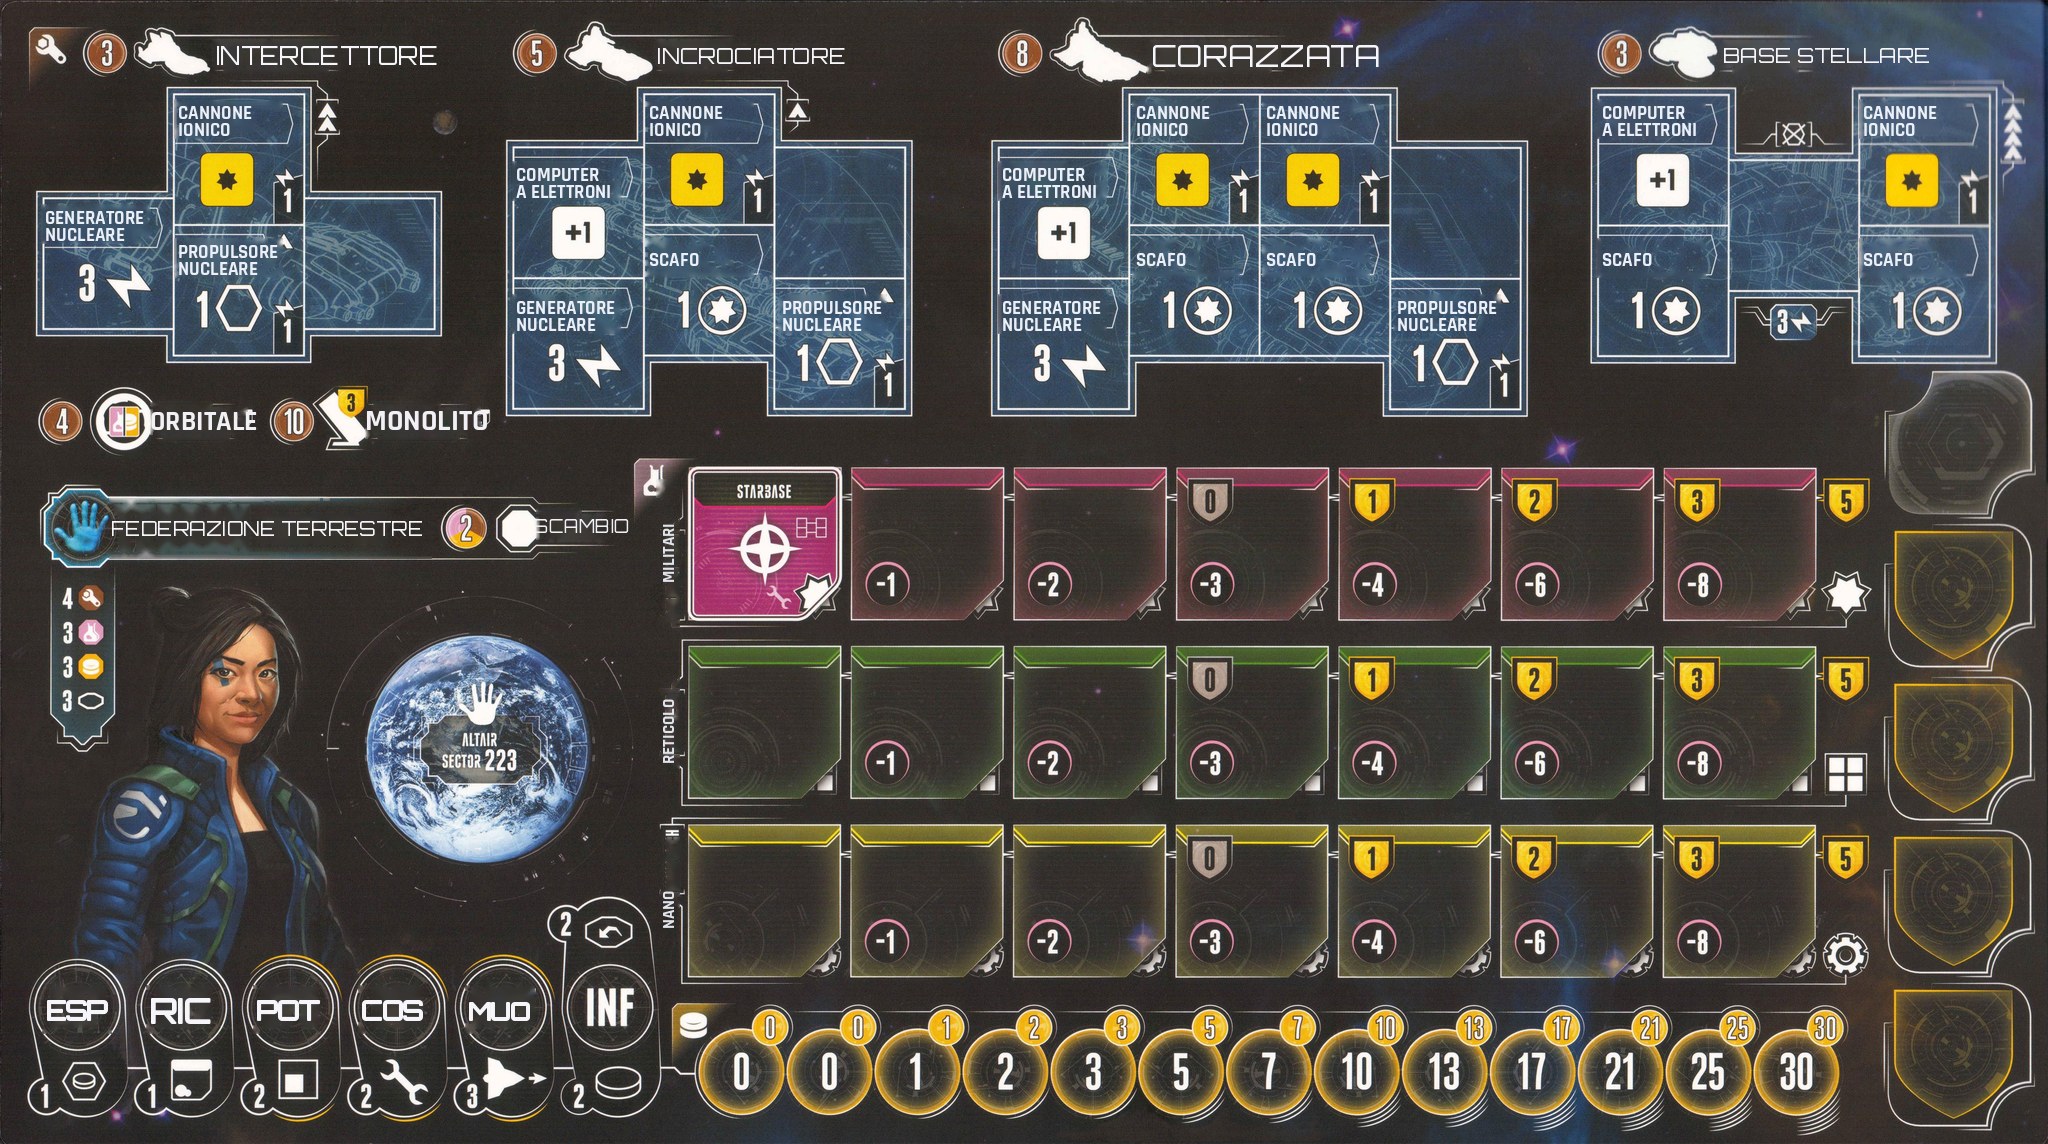 3 INTERCETTORE
CANNONE
IONICO
1
GENERATORE
NUCLEARE
3
PROPULSORE
NUCLEARE
1
1
5 INCROCIATORE
COMPUTER
A ELETTRONI
+1
CANNONE
IONICO
1
GENERATORE
NUCLEARE
3
SCAFO
1
PROPULSORE
NUCLEARE
1
1
8 CORAZZATA
COMPUTER
A ELETTRONI
+1
CANNONE
IONICO
1
CANNONE
IONICO
1
GENERATORE
NUCLEARE
3
SCAFO
1
SCAFO
1
PROPULSORE
NUCLEARE
1
1
3 BASE STELLARE
COMPUTER
A ELETTRONI
+1
CANNONE
IONICO
1
SCAFO
1
3
SCAFO
1
4 ORBITALE 10 3 MONOLITO
FEDERAZIONE TERRESTRE 2 SCAMBIO
4
3
3
3
ALTAIR
SECTOR 223
MILITARI
STARBASE
0 1 2 3 5
-1 -2 -3 -4 -6 -8
RETICOLO
0 1 2 3 5
-1 -2 -3 -4 -6 -8
NANO
0 1 2 3 5
-1 -2 -3 -4 -6 -8
2
ESP RIC POT COS MUO INF
1 1 2 2 3 2
0 0 1 2 3 5 7 10 13 17 21 25 30
0 0 1 2 3 5 7 10 13 17 21 25 30